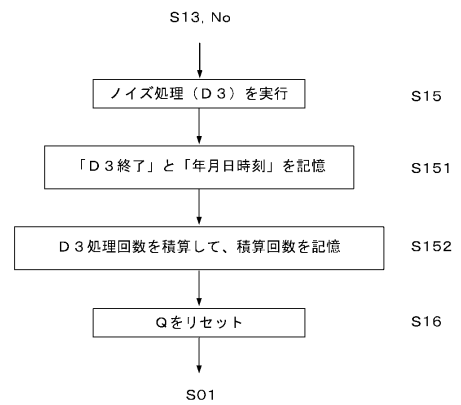 S13, No
ノイズ処理（D3）を実行
S15
「D3終了」と「年月日時刻」を記憶
S151
D3処理回数を積算して、積算回数を記憶
S152
Qをリセット
S16
S01